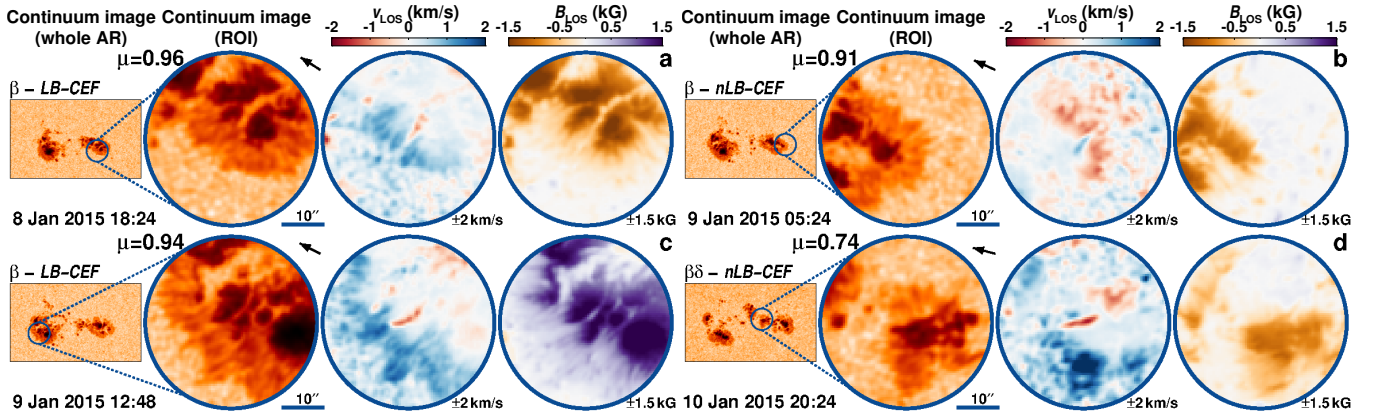 Continuum image Continuum image v_LOS (km/s) B_LOS (kG) Continuum image Continuum image v_LOS (km/s) B_LOS (kG)
(whole AR) (ROI) -2 -1 0 1 2 -1.5 -0.5 0.5 1.5 (whole AR) (ROI) -2 -1 0 1 2 -1.5 -0.5 0.5 1.5
μ=0.96 a μ=0.91 b
β – LB–CEF β – nLB–CEF
8 Jan 2015 18:24 10″ ±2 km/s ±1.5 kG 9 Jan 2015 05:24 10″ ±2 km/s ±1.5 kG
μ=0.94 c μ=0.74 d
β – LB–CEF βδ – nLB–CEF
9 Jan 2015 12:48 10″ ±2 km/s ±1.5 kG 10 Jan 2015 20:24 10″ ±2 km/s ±1.5 kG